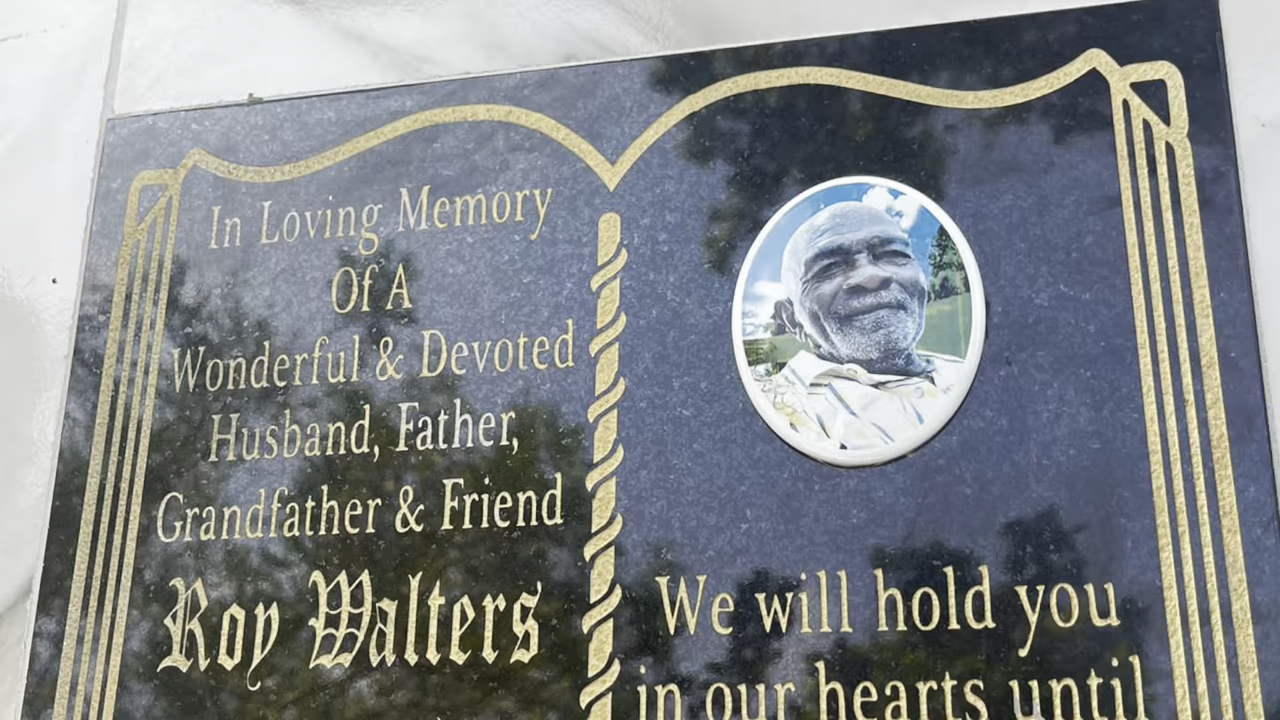 In Loving Memory
Of A
Wonderful & Devoted
Husband, Father,
Grandfather & Friend
Roy Walters
We will hold you
in our hearts until